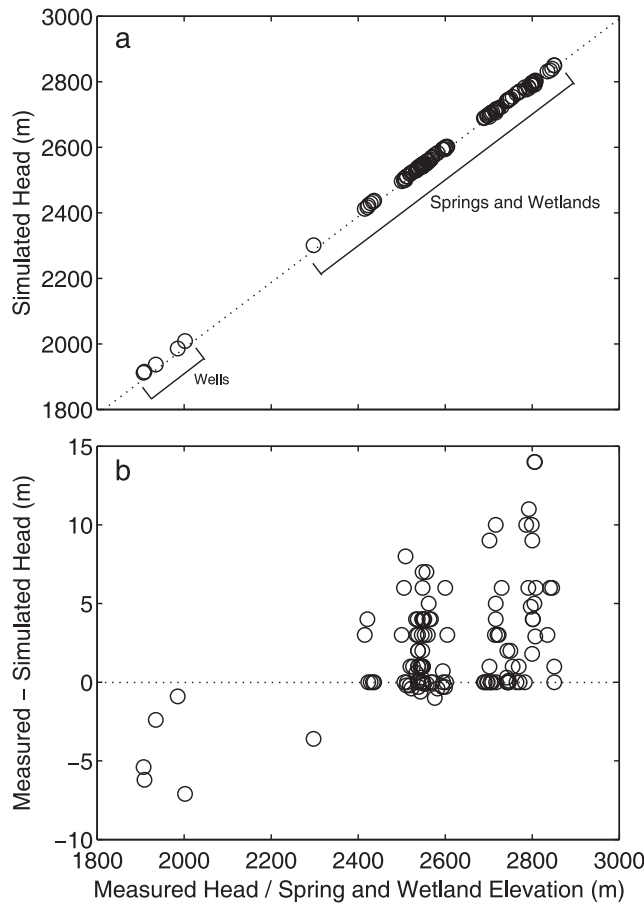 a
3000
2800
2600
2400
2200
2000
1800
Simulated Head (m)
Springs and Wetlands
Wells
b
15
10
5
0
−5
−10
Measured − Simulated Head (m)
1800 2000 2200 2400 2600 2800 3000
Measured Head / Spring and Wetland Elevation (m)